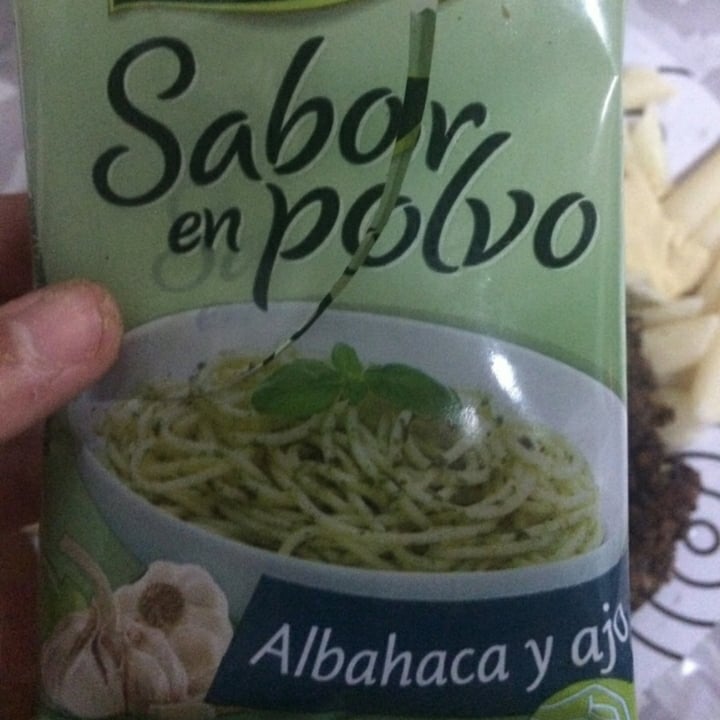 Sabor
en polvo
Albahaca y ajo